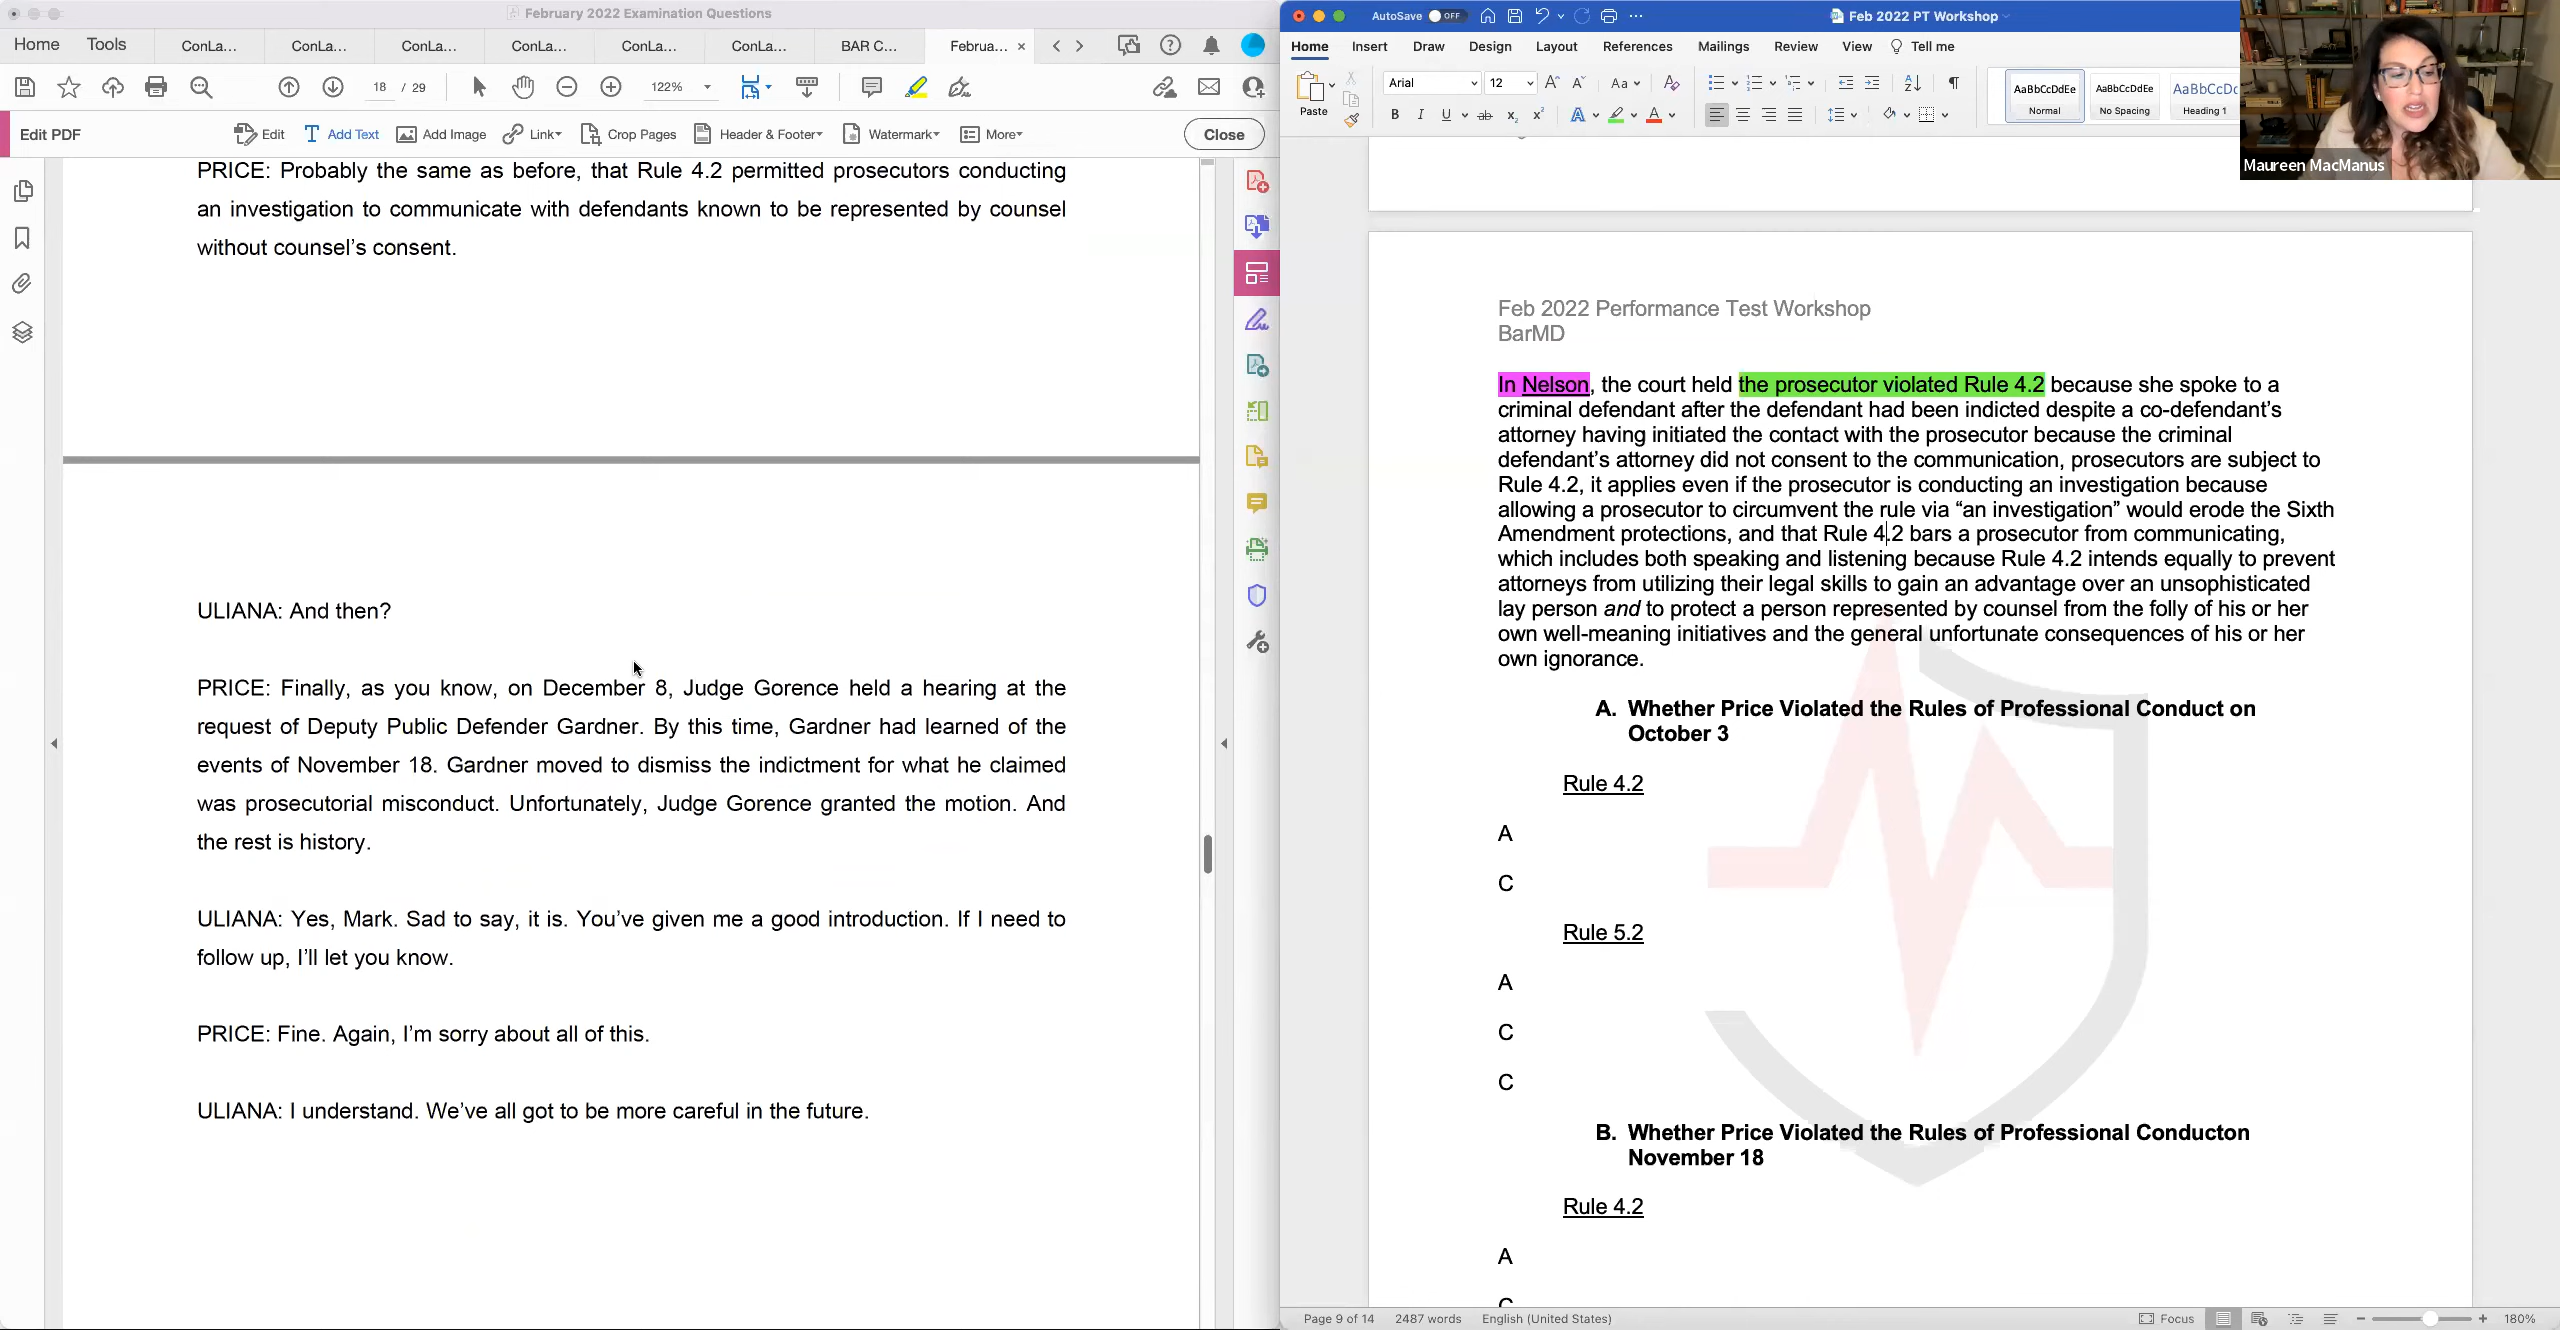 February 2022 Examination Questions
Home Tools ConLa... ConLa... ConLa... ConLa... ConLa... ConLa... BAR C... Februa... ×
18 / 29 122%
Edit PDF Edit Add Text Add Image Link Crop Pages Header & Footer Watermark More Close
PRICE: Probably the same as before, that Rule 4.2 permitted prosecutors conducting
an investigation to communicate with defendants known to be represented by counsel
without counsel's consent.
ULIANA: And then?
PRICE: Finally, as you know, on December 8, Judge Gorence held a hearing at the
request of Deputy Public Defender Gardner. By this time, Gardner had learned of the
events of November 18. Gardner moved to dismiss the indictment for what he claimed
was prosecutorial misconduct. Unfortunately, Judge Gorence granted the motion. And
the rest is history.
ULIANA: Yes, Mark. Sad to say, it is. You've given me a good introduction. If I need to
follow up, I'll let you know.
PRICE: Fine. Again, I'm sorry about all of this.
ULIANA: I understand. We've all got to be more careful in the future.
AutoSave OFF Feb 2022 PT Workshop
Home Insert Draw Design Layout References Mailings Review View Tell me
Paste Arial 12
AaBbCcDdEe AaBbCcDdEe AaBbCcDc
Normal No Spacing Heading 1
Maureen MacManus
Feb 2022 Performance Test Workshop
BarMD
In Nelson, the court held the prosecutor violated Rule 4.2 because she spoke to a
criminal defendant after the defendant had been indicted despite a co-defendant's
attorney having initiated the contact with the prosecutor because the criminal
defendant's attorney did not consent to the communication, prosecutors are subject to
Rule 4.2, it applies even if the prosecutor is conducting an investigation because
allowing a prosecutor to circumvent the rule via “an investigation” would erode the Sixth
Amendment protections, and that Rule 4.2 bars a prosecutor from communicating,
which includes both speaking and listening because Rule 4.2 intends equally to prevent
attorneys from utilizing their legal skills to gain an advantage over an unsophisticated
lay person and to protect a person represented by counsel from the folly of his or her
own well-meaning initiatives and the general unfortunate consequences of his or her
own ignorance.
A. Whether Price Violated the Rules of Professional Conduct on
October 3
Rule 4.2
A
C
Rule 5.2
A
C
C
B. Whether Price Violated the Rules of Professional Conducton
November 18
Rule 4.2
A
C
Page 9 of 14 2487 words English (United States) Focus 180%